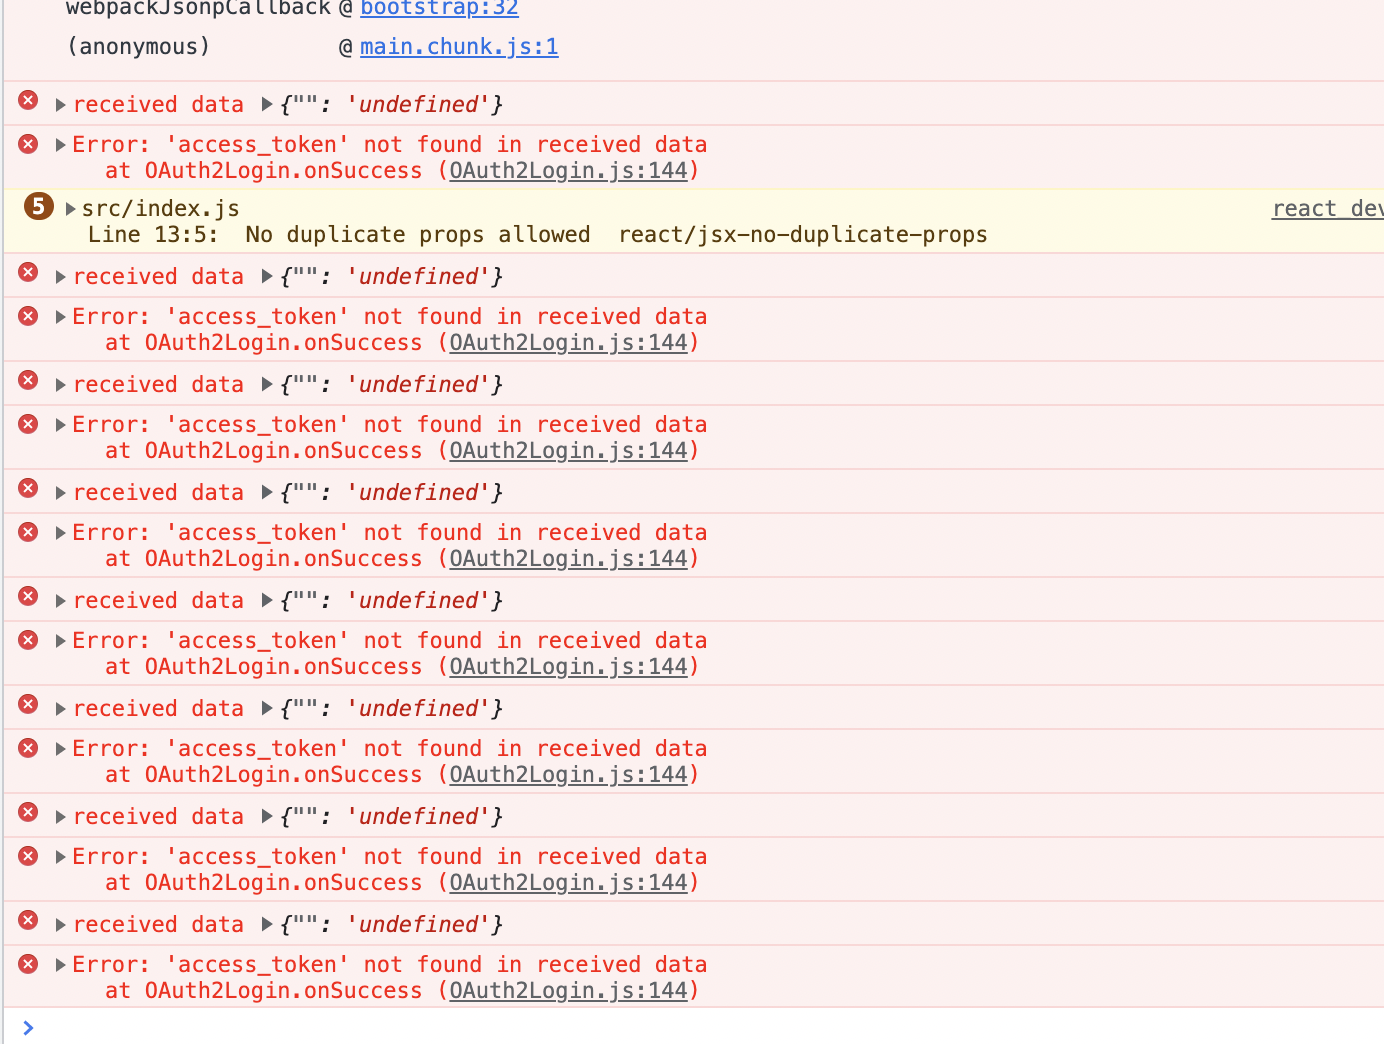 webpackJsonpCallback @ bootstrap:32
(anonymous) @ main.chunk.js:1
received data {"": 'undefined'}
Error: 'access_token' not found in received data
at OAuth2Login.onSuccess (OAuth2Login.js:144)
5 src/index.js react_dev
Line 13:5: No duplicate props allowed react/jsx-no-duplicate-props
received data {"": 'undefined'}
Error: 'access_token' not found in received data
at OAuth2Login.onSuccess (OAuth2Login.js:144)
received data {"": 'undefined'}
Error: 'access_token' not found in received data
at OAuth2Login.onSuccess (OAuth2Login.js:144)
received data {"": 'undefined'}
Error: 'access_token' not found in received data
at OAuth2Login.onSuccess (OAuth2Login.js:144)
received data {"": 'undefined'}
Error: 'access_token' not found in received data
at OAuth2Login.onSuccess (OAuth2Login.js:144)
received data {"": 'undefined'}
Error: 'access_token' not found in received data
at OAuth2Login.onSuccess (OAuth2Login.js:144)
received data {"": 'undefined'}
Error: 'access_token' not found in received data
at OAuth2Login.onSuccess (OAuth2Login.js:144)
received data {"": 'undefined'}
Error: 'access_token' not found in received data
at OAuth2Login.onSuccess (OAuth2Login.js:144)